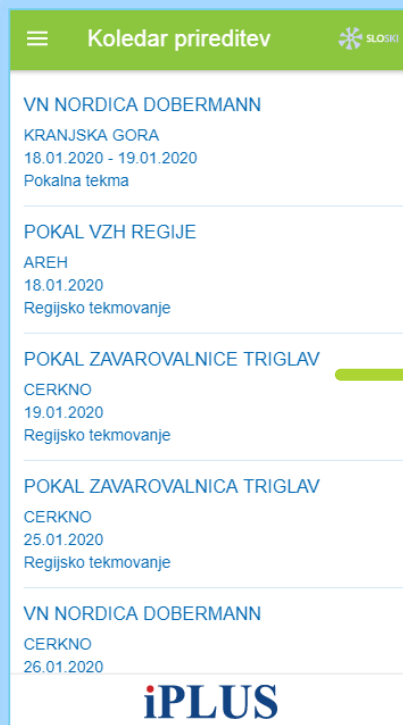 Koledar prireditev
SLOSKI
VN NORDICA DOBERMANN
KRANJSKA GORA
18.01.2020 - 19.01.2020
Pokalna tekma
POKAL VZH REGIJE
AREH
18.01.2020
Regijsko tekmovanje
POKAL ZAVAROVALNICE TRIGLAV
CERKNO
19.01.2020
Regijsko tekmovanje
POKAL ZAVAROVALNICA TRIGLAV
CERKNO
25.01.2020
Regijsko tekmovanje
VN NORDICA DOBERMANN
CERKNO
26.01.2020
iPLUS